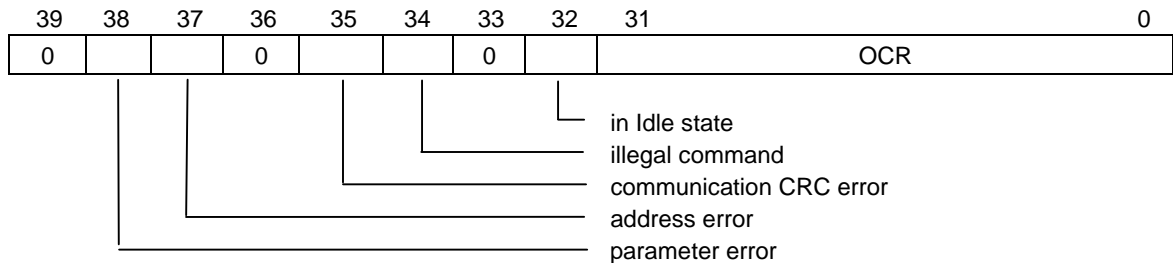 39 38 37 36 35 34 33 32 31 0
0 0 0 OCR
in Idle state
illegal command
communication CRC error
address error
parameter error